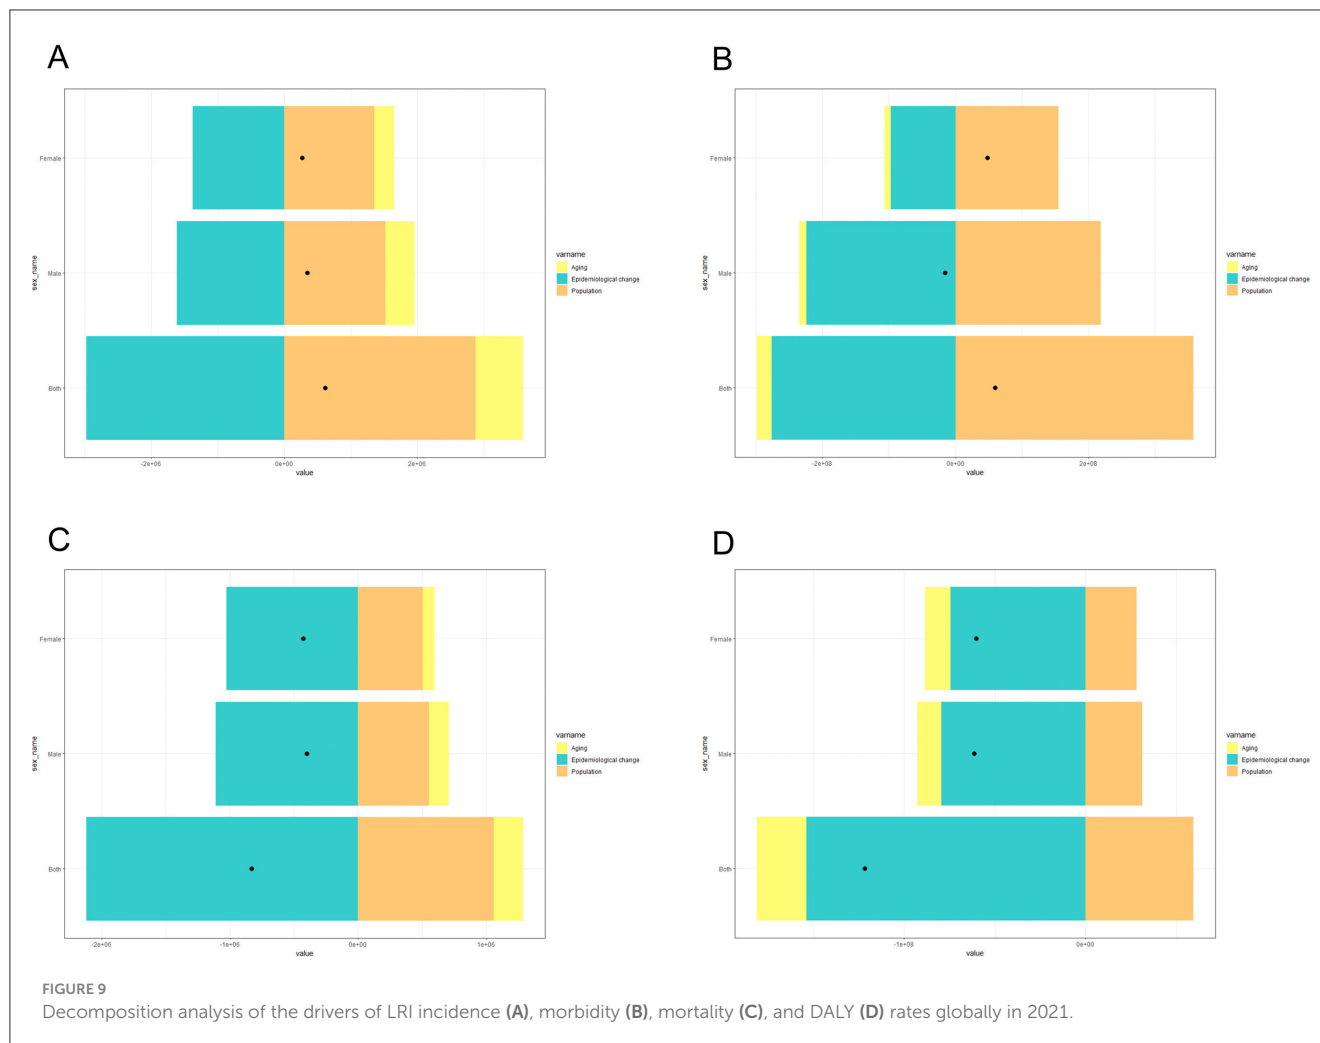 A
Female
Male
Both
sex_name
-2e+06
0e+00
2e+06
value
varname
Aging
Epidemiological change
Population
B
Female
Male
Both
sex_name
-2e+08
0e+00
2e+08
value
varname
Aging
Epidemiological change
Population
C
Female
Male
Both
sex_name
-2e+06
-1e+06
0e+00
1e+06
value
varname
Aging
Epidemiological change
Population
D
Female
Male
Both
sex_name
-1e+08
0e+00
value
varname
Aging
Epidemiological change
Population
FIGURE 9
Decomposition analysis of the drivers of LRI incidence (A), morbidity (B), mortality (C), and DALY (D) rates globally in 2021.